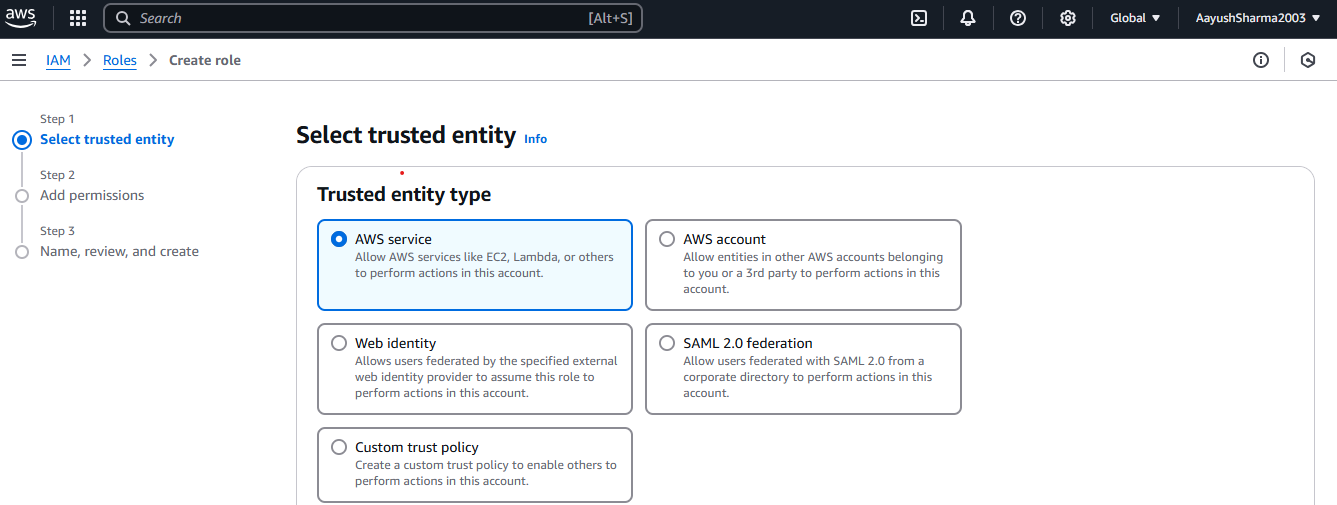 aws
Search [Alt+S]
Global
AayushSharma2003
IAM
Roles
Create role
Step 1
Select trusted entity
Step 2
Add permissions
Step 3
Name, review, and create
Select trusted entity Info
Trusted entity type
AWS service
Allow AWS services like EC2, Lambda, or others
to perform actions in this account.
AWS account
Allow entities in other AWS accounts belonging
to you or a 3rd party to perform actions in this
account.
Web identity
Allows users federated by the specified external
web identity provider to assume this role to
perform actions in this account.
SAML 2.0 federation
Allow users federated with SAML 2.0 from a
corporate directory to perform actions in this
account.
Custom trust policy
Create a custom trust policy to enable others to
perform actions in this account.